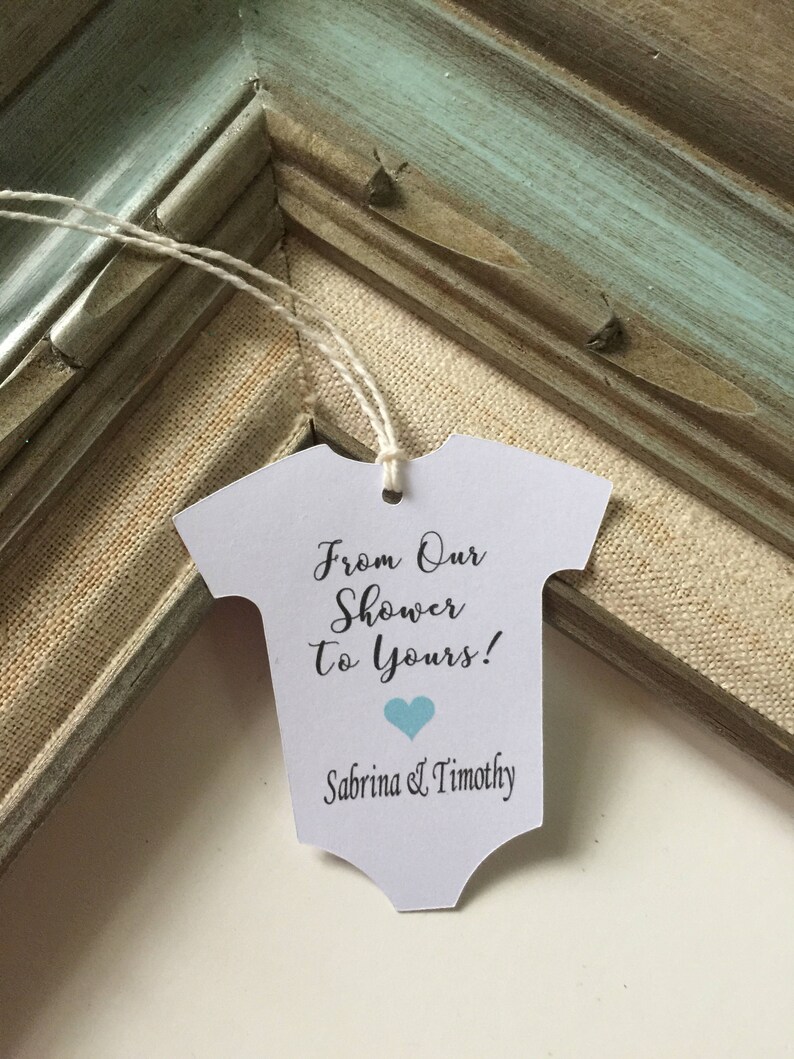 From Our
Shower
To Yours!
Sabrina & Timothy